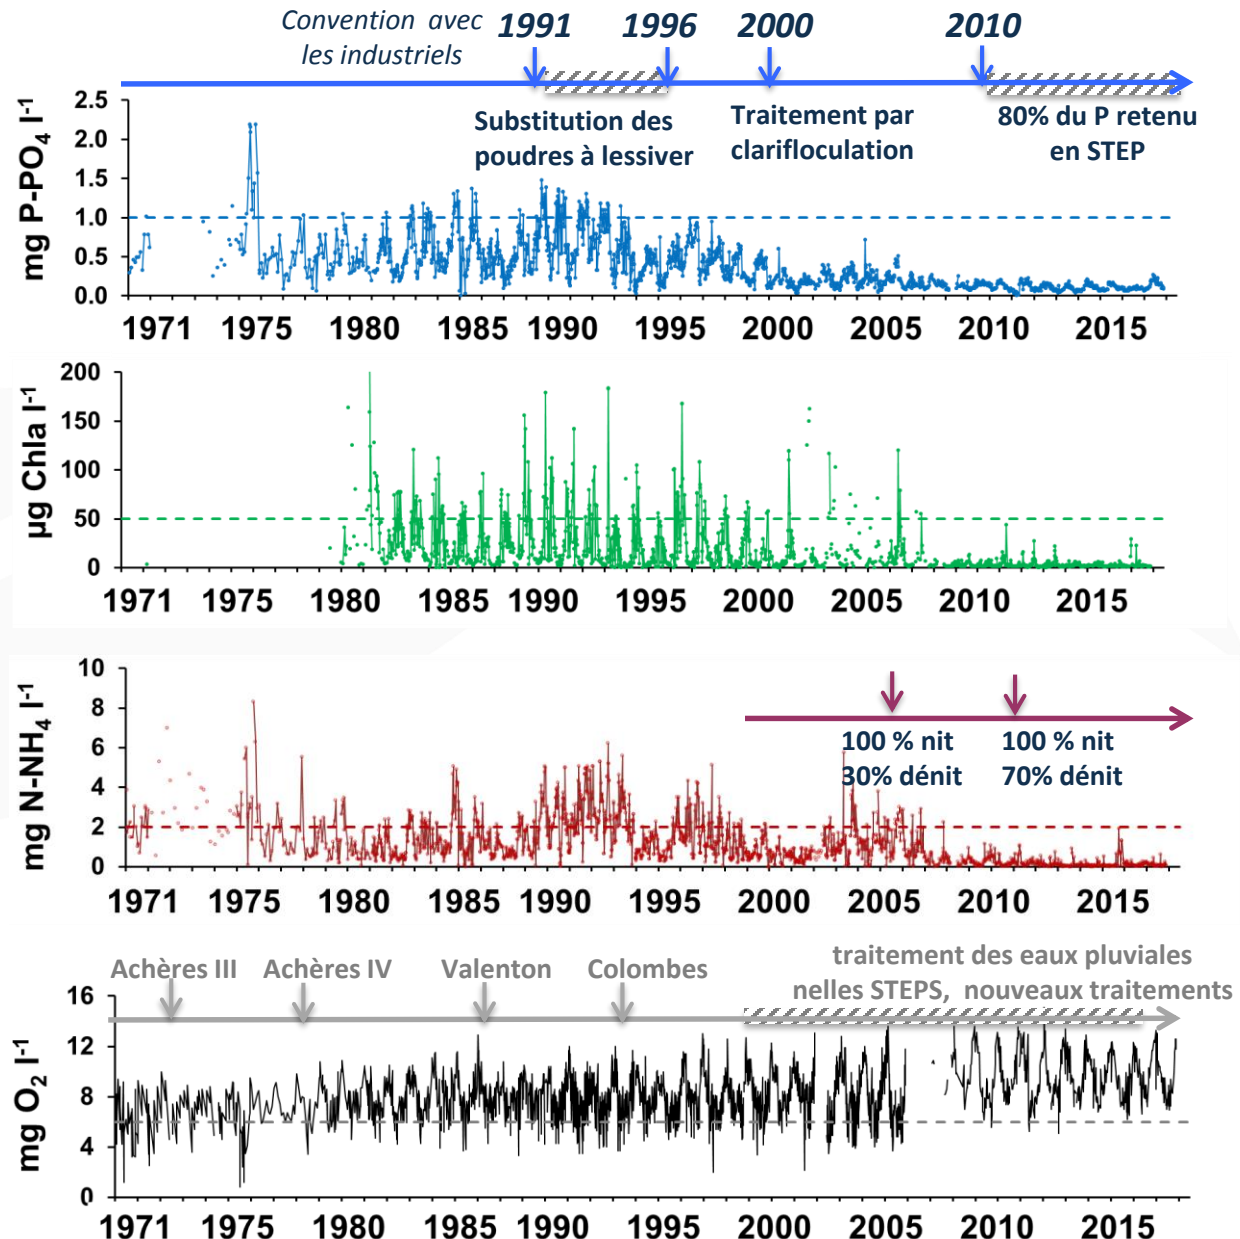 Convention avec
les industriels
1991
1996
2000
2010
Substitution des
poudres à lessiver
Traitement par
clarifloculation
80% du P retenu
en STEP
mg P-PO4 l-1
2.5
2.0
1.5
1.0
0.5
0.0
1971 1975 1980 1985 1990 1995 2000 2005 2010 2015
µg Chla l-1
200
150
100
50
0
1971 1975 1980 1985 1990 1995 2000 2005 2010 2015
mg N-NH4 l-1
10
8
6
4
2
0
100 % nit
30% dénit
100 % nit
70% dénit
1971 1975 1980 1985 1990 1995 2000 2005 2010 2015
Achères III
Achères IV
Valenton
Colombes
traitement des eaux pluviales
nelles STEPS, nouveaux traitements
mg O2 l-1
16
12
8
4
0
1971 1975 1980 1985 1990 1995 2000 2005 2010 2015